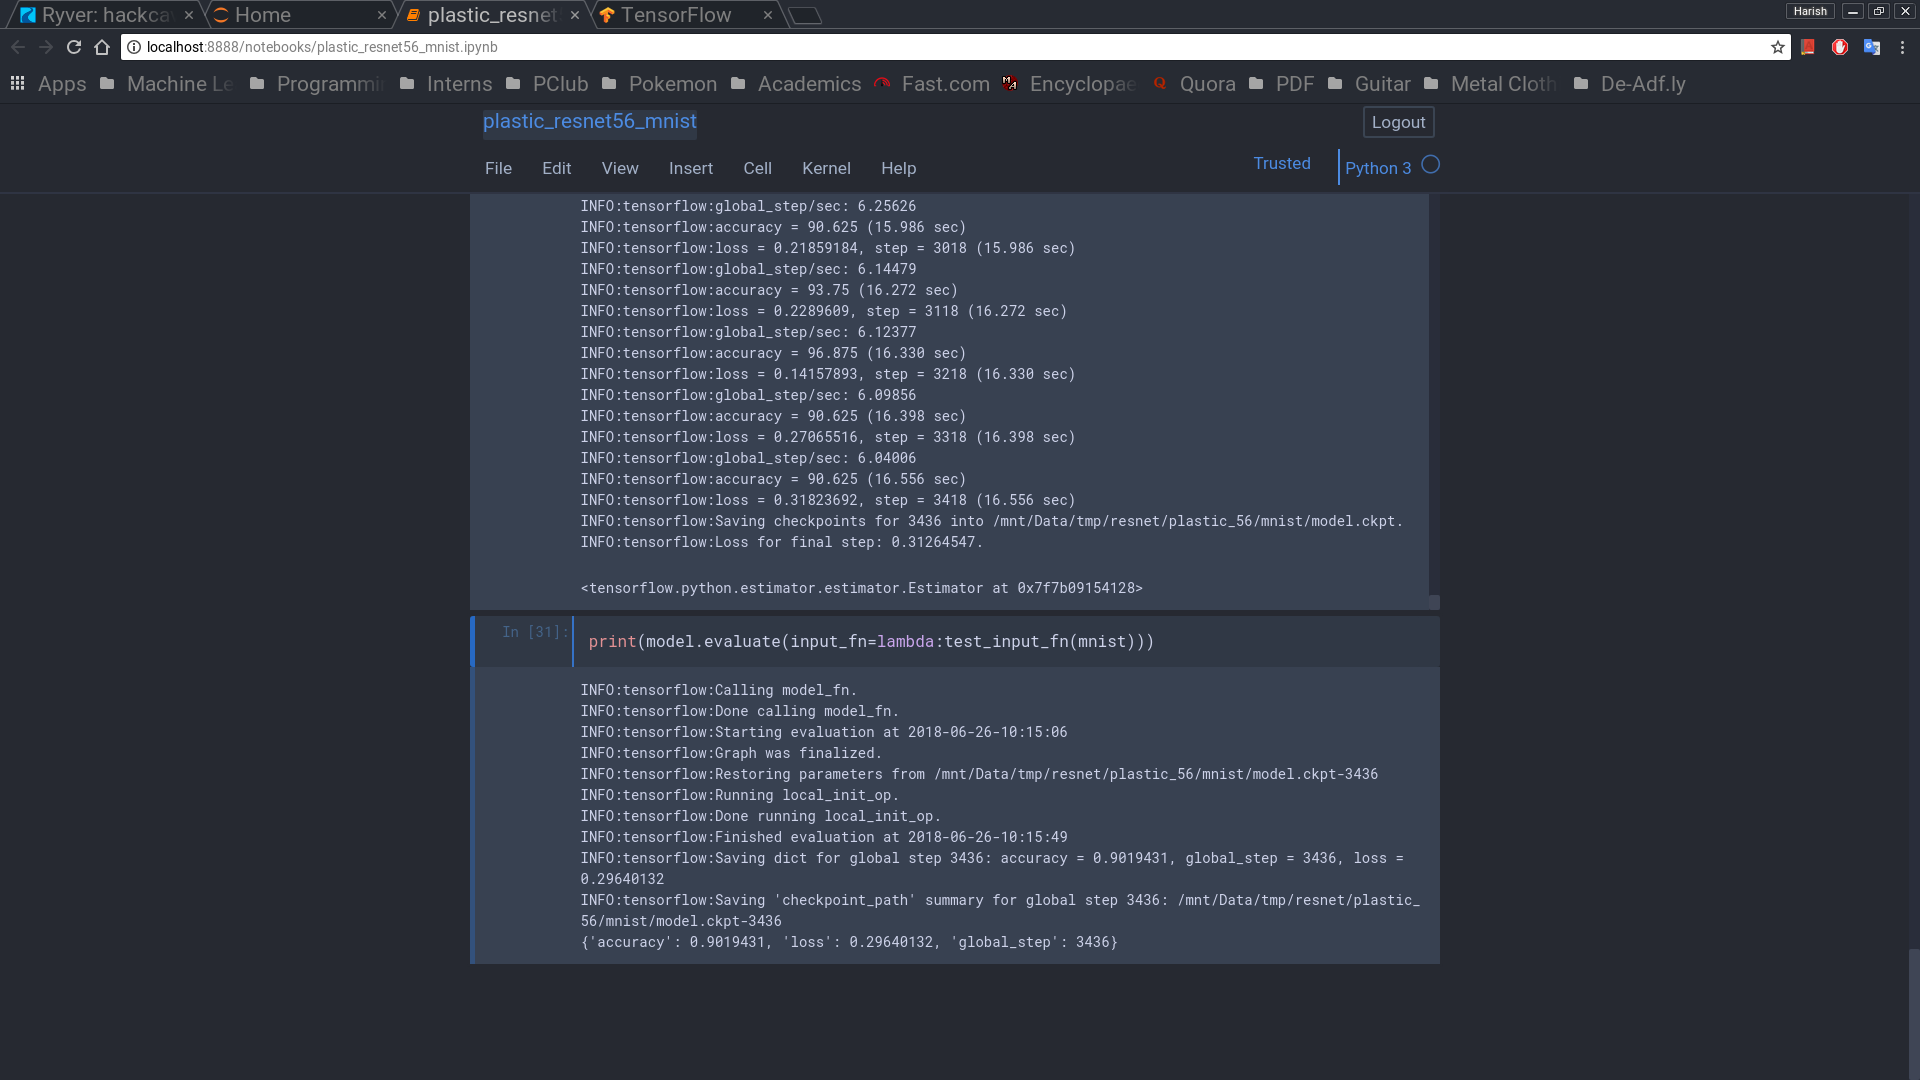 Ryver: hackca
Home
plastic_resnet
TensorFlow
Harish
localhost:8888/notebooks/plastic_resnet56_mnist.ipynb
Apps Machine Le Programmi Interns PClub Pokemon Academics Fast.com Encyclopae Quora PDF Guitar Metal Cloth De-Adf.ly
plastic_resnet56_mnist
Logout
File Edit View Insert Cell Kernel Help
Trusted
Python 3
INFO:tensorflow:global_step/sec: 6.25626
INFO:tensorflow:accuracy = 90.625 (15.986 sec)
INFO:tensorflow:loss = 0.21859184, step = 3018 (15.986 sec)
INFO:tensorflow:global_step/sec: 6.14479
INFO:tensorflow:accuracy = 93.75 (16.272 sec)
INFO:tensorflow:loss = 0.2289609, step = 3118 (16.272 sec)
INFO:tensorflow:global_step/sec: 6.12377
INFO:tensorflow:accuracy = 96.875 (16.330 sec)
INFO:tensorflow:loss = 0.14157893, step = 3218 (16.330 sec)
INFO:tensorflow:global_step/sec: 6.09856
INFO:tensorflow:accuracy = 90.625 (16.398 sec)
INFO:tensorflow:loss = 0.27065516, step = 3318 (16.398 sec)
INFO:tensorflow:global_step/sec: 6.04006
INFO:tensorflow:accuracy = 90.625 (16.556 sec)
INFO:tensorflow:loss = 0.31823692, step = 3418 (16.556 sec)
INFO:tensorflow:Saving checkpoints for 3436 into /mnt/Data/tmp/resnet/plastic_56/mnist/model.ckpt.
INFO:tensorflow:Loss for final step: 0.31264547.
<tensorflow.python.estimator.estimator.Estimator at 0x7f7b09154128>
In [31]:
print(model.evaluate(input_fn=lambda:test_input_fn(mnist)))
INFO:tensorflow:Calling model_fn.
INFO:tensorflow:Done calling model_fn.
INFO:tensorflow:Starting evaluation at 2018-06-26-10:15:06
INFO:tensorflow:Graph was finalized.
INFO:tensorflow:Restoring parameters from /mnt/Data/tmp/resnet/plastic_56/mnist/model.ckpt-3436
INFO:tensorflow:Running local_init_op.
INFO:tensorflow:Done running local_init_op.
INFO:tensorflow:Finished evaluation at 2018-06-26-10:15:49
INFO:tensorflow:Saving dict for global step 3436: accuracy = 0.9019431, global_step = 3436, loss =
0.29640132
INFO:tensorflow:Saving 'checkpoint_path' summary for global step 3436: /mnt/Data/tmp/resnet/plastic_
56/mnist/model.ckpt-3436
{'accuracy': 0.9019431, 'loss': 0.29640132, 'global_step': 3436}